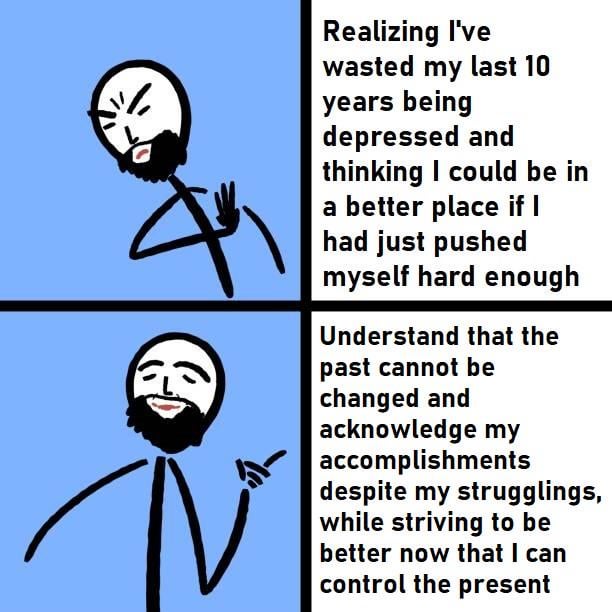 Realizing I've
wasted my last 10
years being
depressed and
thinking I could be in
a better place if I
had just pushed
myself hard enough
Understand that the
past cannot be
changed and
acknowledge my
accomplishments
despite my strugglings,
while striving to be
better now that I can
control the present